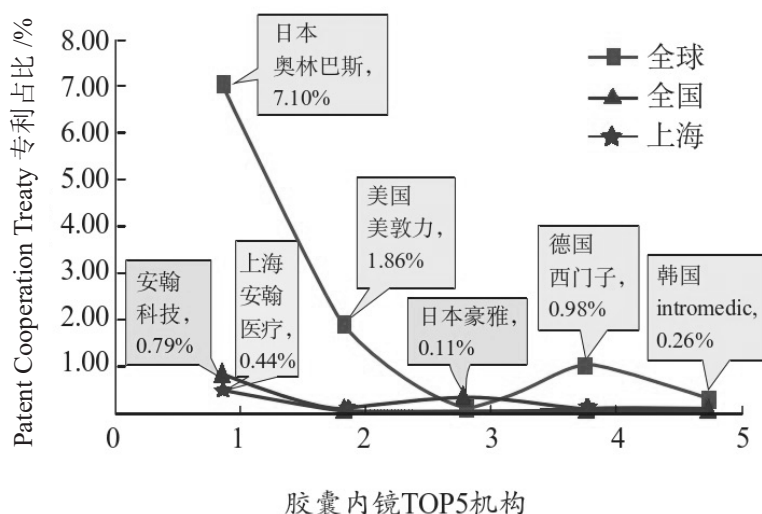 Patent Cooperation Treaty 专利占比 /%
8.00
7.00
6.00
5.00
4.00
3.00
2.00
1.00
0
1
2
3
4
5
日本
奥林巴斯，
7.10%
全球
全国
上海
美国
美敦力，
1.86%
安翰
科技，
0.79%
上海
安翰
医疗，
0.44%
日本豪雅，
0.11%
德国
西门子，
0.98%
韩国
intromedic,
0.26%
胶囊内镜TOP5机构